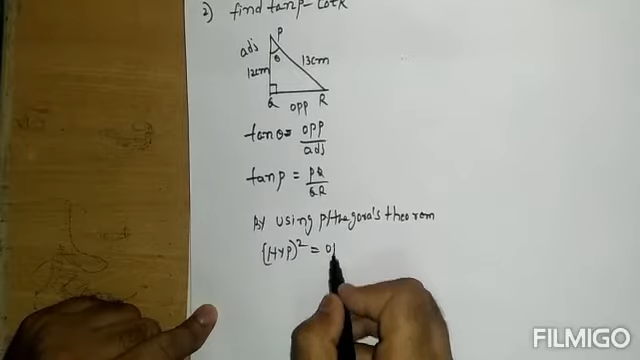 2) find tanP - cotR
P
adj
θ
12cm
13cm
Q
R
opp
tanθ = opp/adj
tanp = PQ/QR
By using pythagora's theorem
(Hyp)² = o
FILMIGO